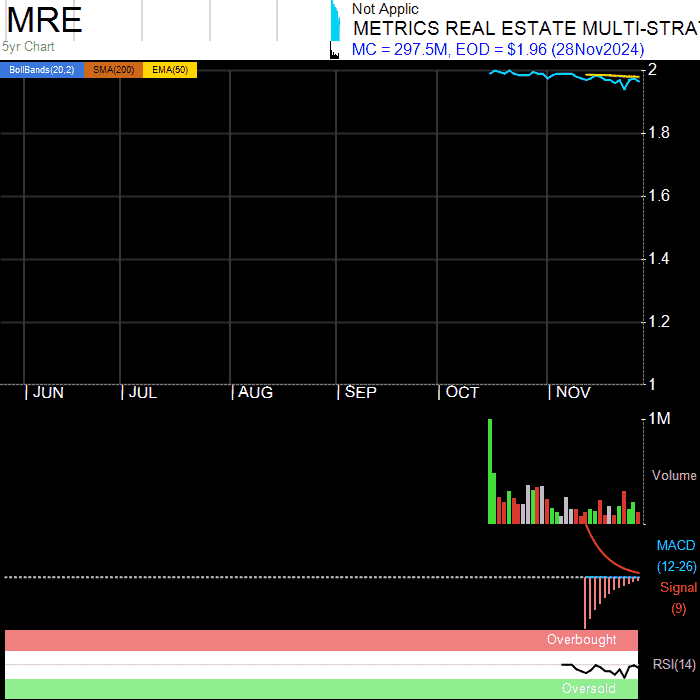 MRE
5yr Chart
Not Applic
METRICS REAL ESTATE MULTI-STRAT
MC = 297.5M, EOD = $1.96 (28Nov2024)
BollBands(20,2) SMA(200) EMA(50)
2
1.8
1.6
1.4
1.2
1
JUN JUL AUG SEP OCT NOV
1M
Volume
MACD
(12-26)
Signal
(9)
Overbought
RSI(14)
Oversold